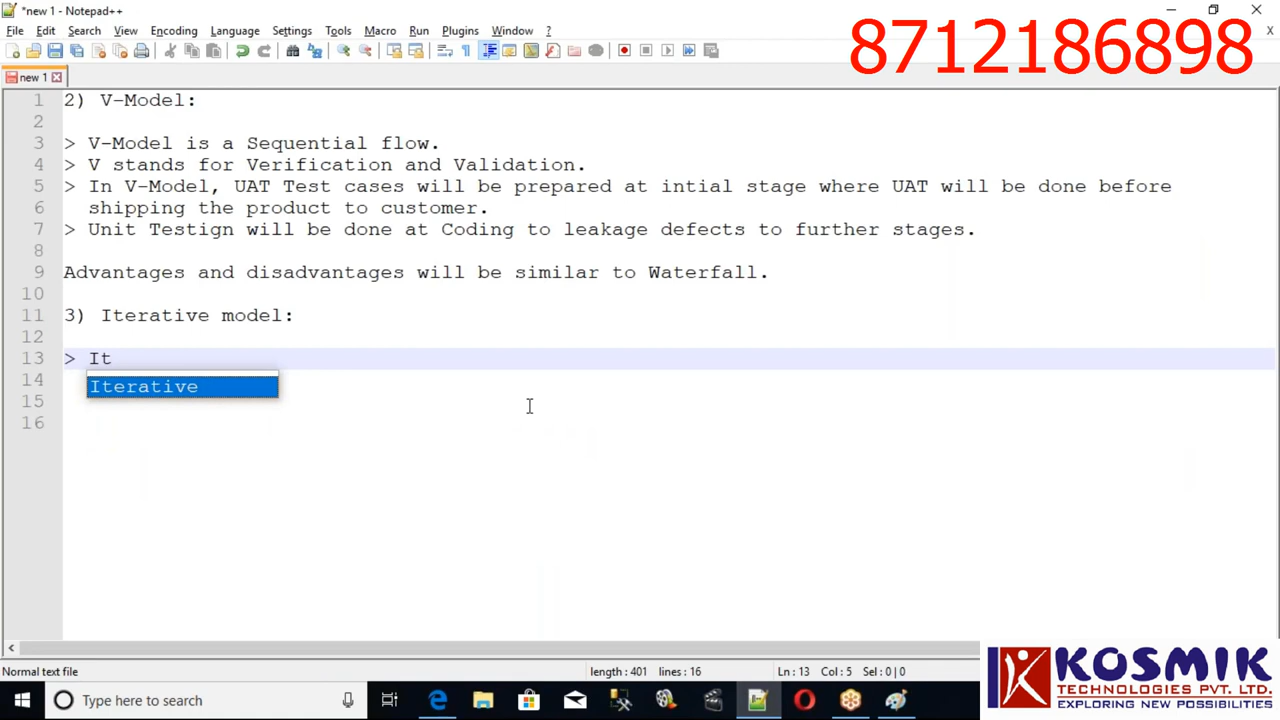 *new 1 - Notepad++
8712186898
File Edit Search View Encoding Language Settings Tools Macro Run Plugins Window ?
X
new 1
1 2) V-Model:
2
3 > V-Model is a Sequential flow.
4 > V stands for Verification and Validation.
5 > In V-Model, UAT Test cases will be prepared at intial stage where UAT will be done before
6 shipping the product to customer.
7 > Unit Testign will be done at Coding to leakage defects to further stages.
8
9 Advantages and disadvantages will be similar to Waterfall.
10
11 3) Iterative model:
12
13 > It
Iterative
14
15
16
Normal text file length : 401 lines : 16 Ln : 13 Col : 5 Sel : 0 | 0
Type here to search
KOSMIK
TECHNOLOGIES PVT. LTD.
EXPLORING NEW POSSIBILITIES